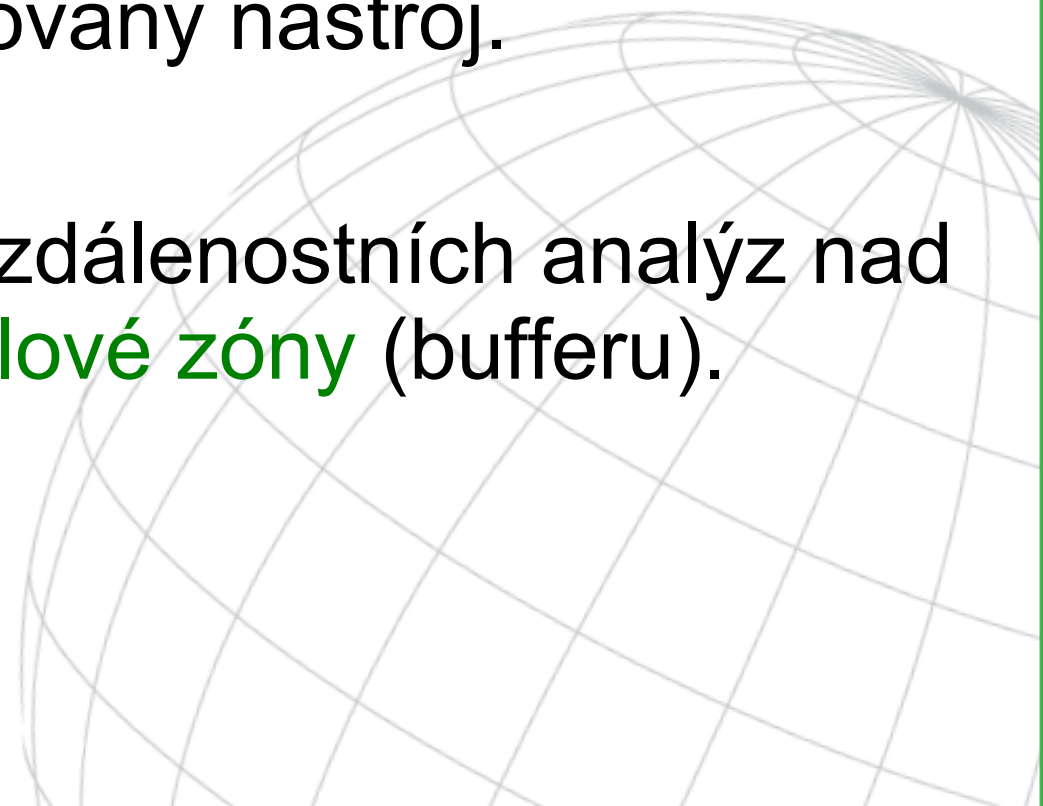 ovaný nástroj.
zdálenostních analýz nad
lové zóny (bufferu).